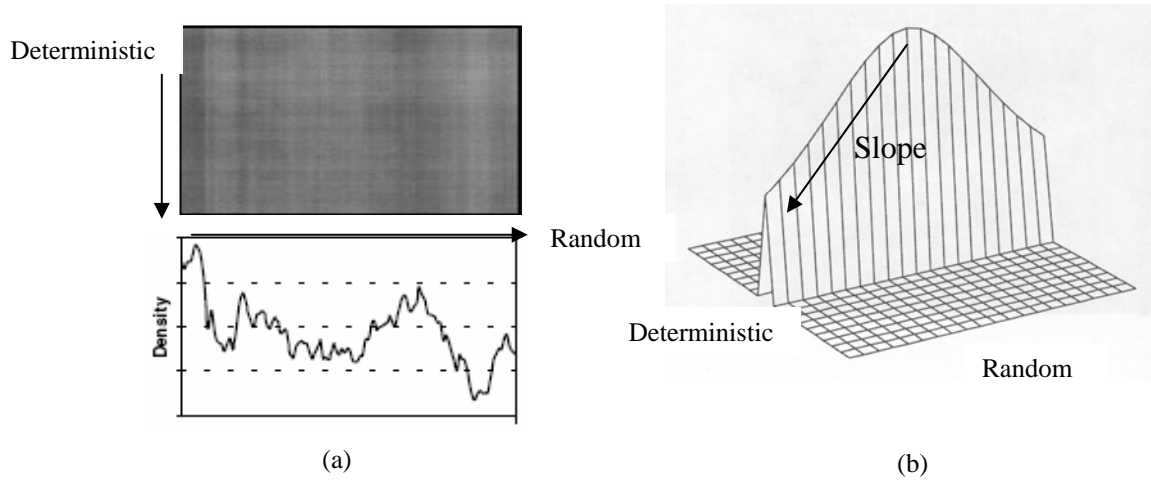 Deterministic
Random
Density
(a)
Slope
Deterministic
Random
(b)